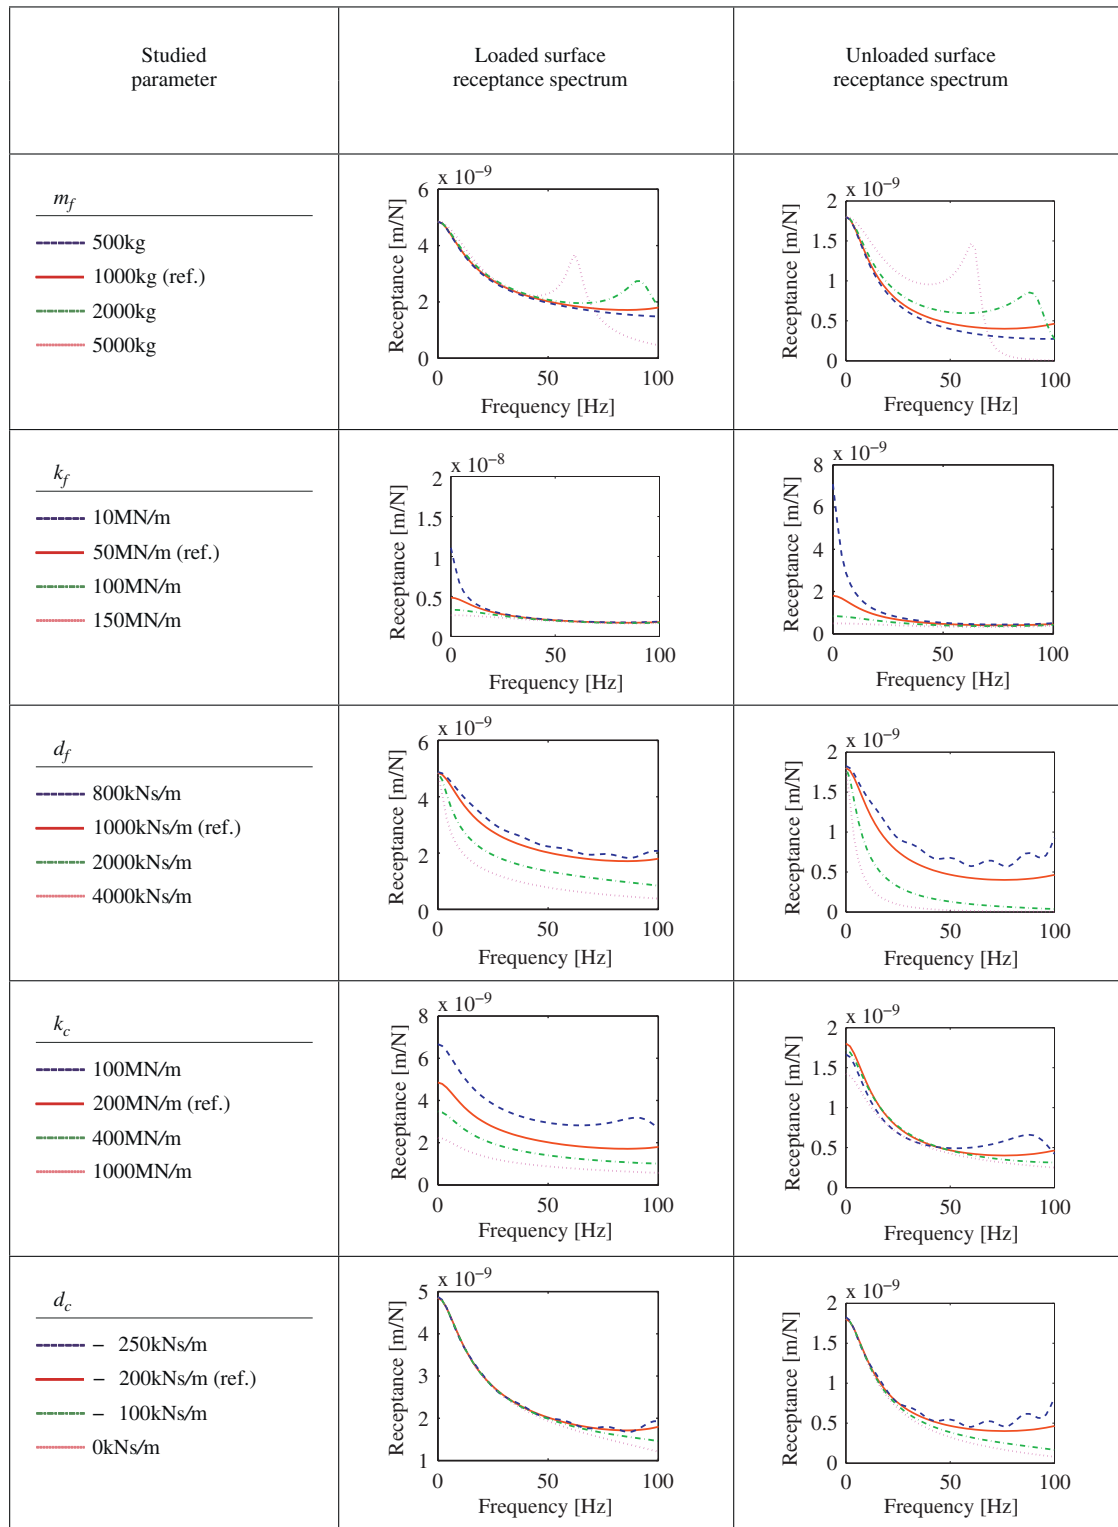 Studied
parameter
Loaded surface
receptance spectrum
Unloaded surface
receptance spectrum
m_f
500kg
1000kg (ref.)
2000kg
5000kg
x 10⁻⁹
6
4
2
0
0 50 100
Receptance [m/N]
Frequency [Hz]
x 10⁻⁹
2
1.5
1
0.5
0
0 50 100
Receptance [m/N]
Frequency [Hz]
k_f
10MN/m
50MN/m (ref.)
100MN/m
150MN/m
x 10⁻⁸
2
1.5
1
0.5
0
0 50 100
Receptance [m/N]
Frequency [Hz]
x 10⁻⁹
8
6
4
2
0
0 50 100
Receptance [m/N]
Frequency [Hz]
d_f
800kNs/m
1000kNs/m (ref.)
2000kNs/m
4000kNs/m
x 10⁻⁹
6
4
2
0
0 50 100
Receptance [m/N]
Frequency [Hz]
x 10⁻⁹
2
1.5
1
0.5
0
0 50 100
Receptance [m/N]
Frequency [Hz]
k_c
100MN/m
200MN/m (ref.)
400MN/m
1000MN/m
x 10⁻⁹
8
6
4
2
0
0 50 100
Receptance [m/N]
Frequency [Hz]
x 10⁻⁹
2
1.5
1
0.5
0
0 50 100
Receptance [m/N]
Frequency [Hz]
d_c
– 250kNs/m
– 200kNs/m (ref.)
– 100kNs/m
0kNs/m
x 10⁻⁹
5
4
3
2
1
0 50 100
Receptance [m/N]
Frequency [Hz]
x 10⁻⁹
2
1.5
1
0.5
0
0 50 100
Receptance [m/N]
Frequency [Hz]